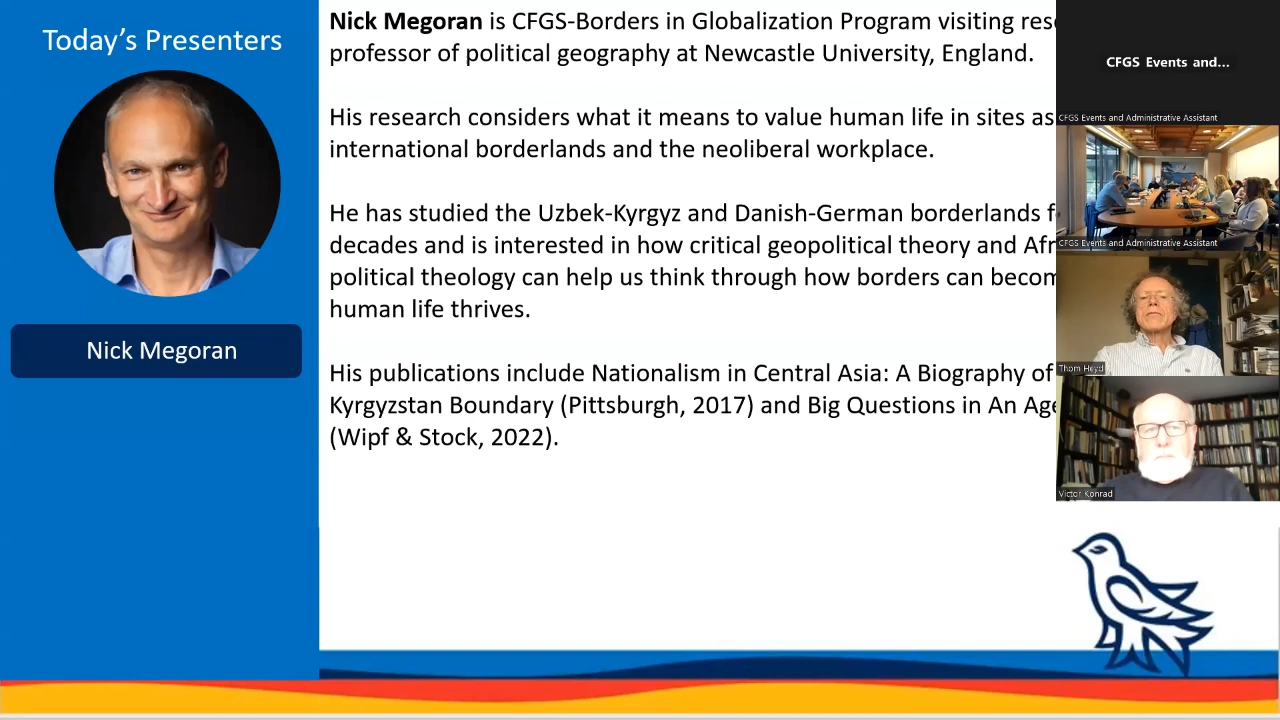 Today's Presenters
Nick Megoran
Nick Megoran is CFGS-Borders in Globalization Program visiting
professor of political geography at Newcastle University, England.
His research considers what it means to value human life in sites as
international borderlands and the neoliberal workplace.
He has studied the Uzbek-Kyrgyz and Danish-German borderlands
decades and is interested in how critical geopolitical theory and
political theology can help us think through how borders can
human life thrives.
His publications include Nationalism in Central Asia: A Biography of
Kyrgyzstan Boundary (Pittsburgh, 2017) and Big Questions in An
(Wipf & Stock, 2022).
CFGS Events and...
CFGS Events and Administrative Assistant
CFGS Events and Administrative Assistant
Thom Heyd
Victor Konrad